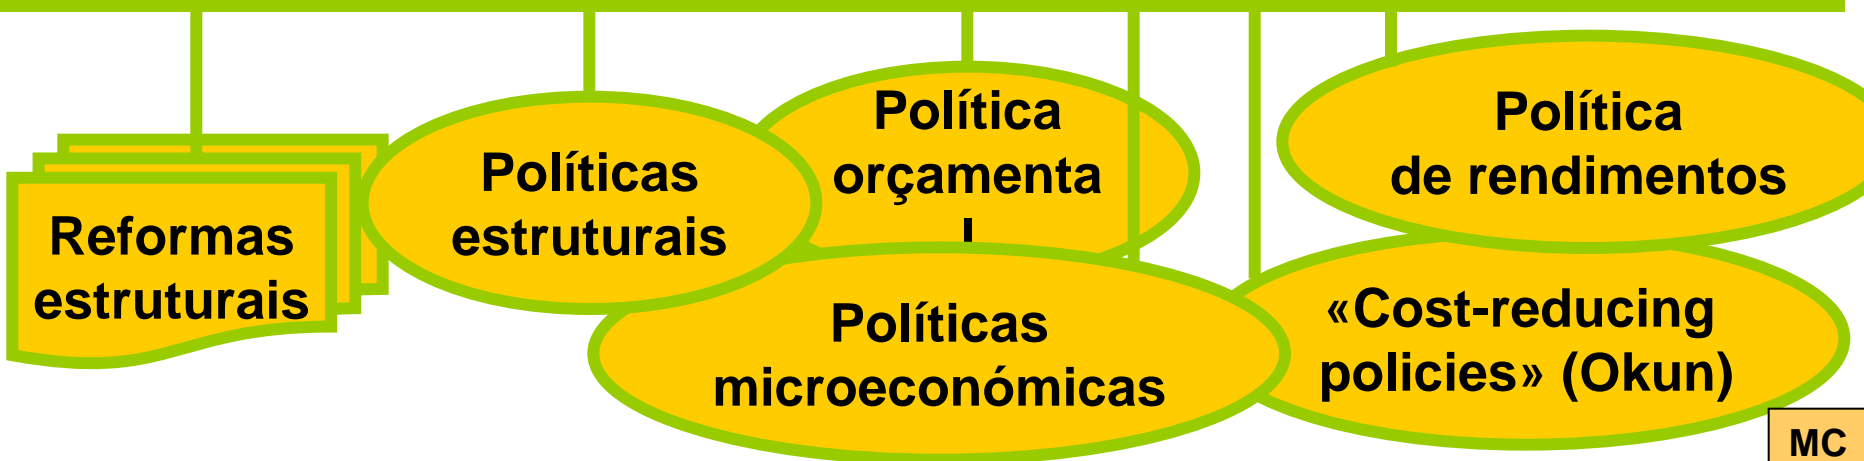 Reformas
estruturais
Políticas
estruturais
Política
orçamenta
l
Políticas
microeconómicas
Política
de rendimentos
«Cost-reducing
policies» (Okun)
MC